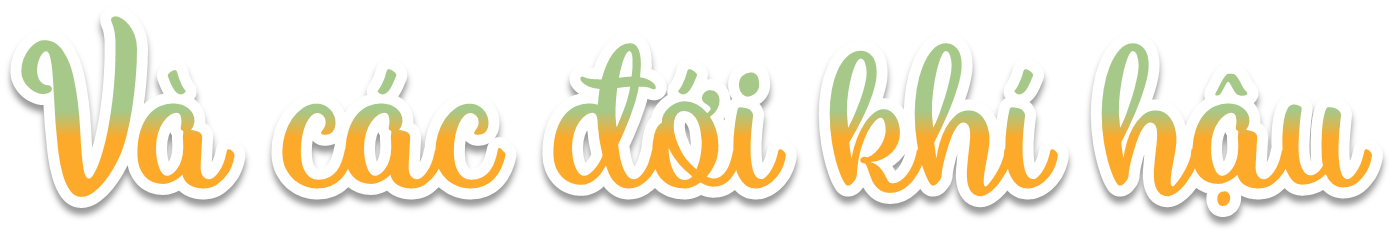 Và các đới khí hậu